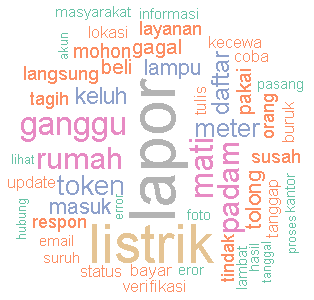 masyarakat informasi
akun lokasi layanan
mohon gagal kecewa
langsung beli lampu coba
tagih keluh lapor tulis daftar pakai orang pasang
ganggu meter buruk
lihat rumah mati padam susah
update token error tolong tanggap
hubung masuk foto kantor
respon listrik tindak proses
email lambat hasil tanggal
suruh status bayar eror
verifikasi